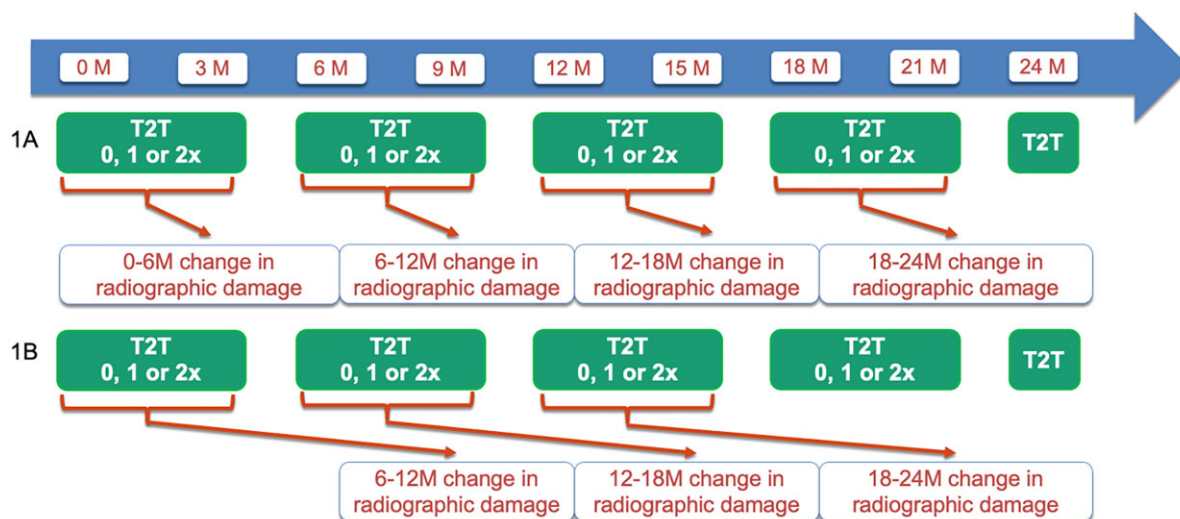 0 M 3 M 6 M 9 M 12 M 15 M 18 M 21 M 24 M
1A
T2T
0, 1 or 2x
T2T
0, 1 or 2x
T2T
0, 1 or 2x
T2T
0, 1 or 2x
T2T
0-6M change in
radiographic damage
6-12M change in
radiographic damage
12-18M change in
radiographic damage
18-24M change in
radiographic damage
1B
T2T
0, 1 or 2x
T2T
0, 1 or 2x
T2T
0, 1 or 2x
T2T
0, 1 or 2x
T2T
6-12M change in
radiographic damage
12-18M change in
radiographic damage
18-24M change in
radiographic damage